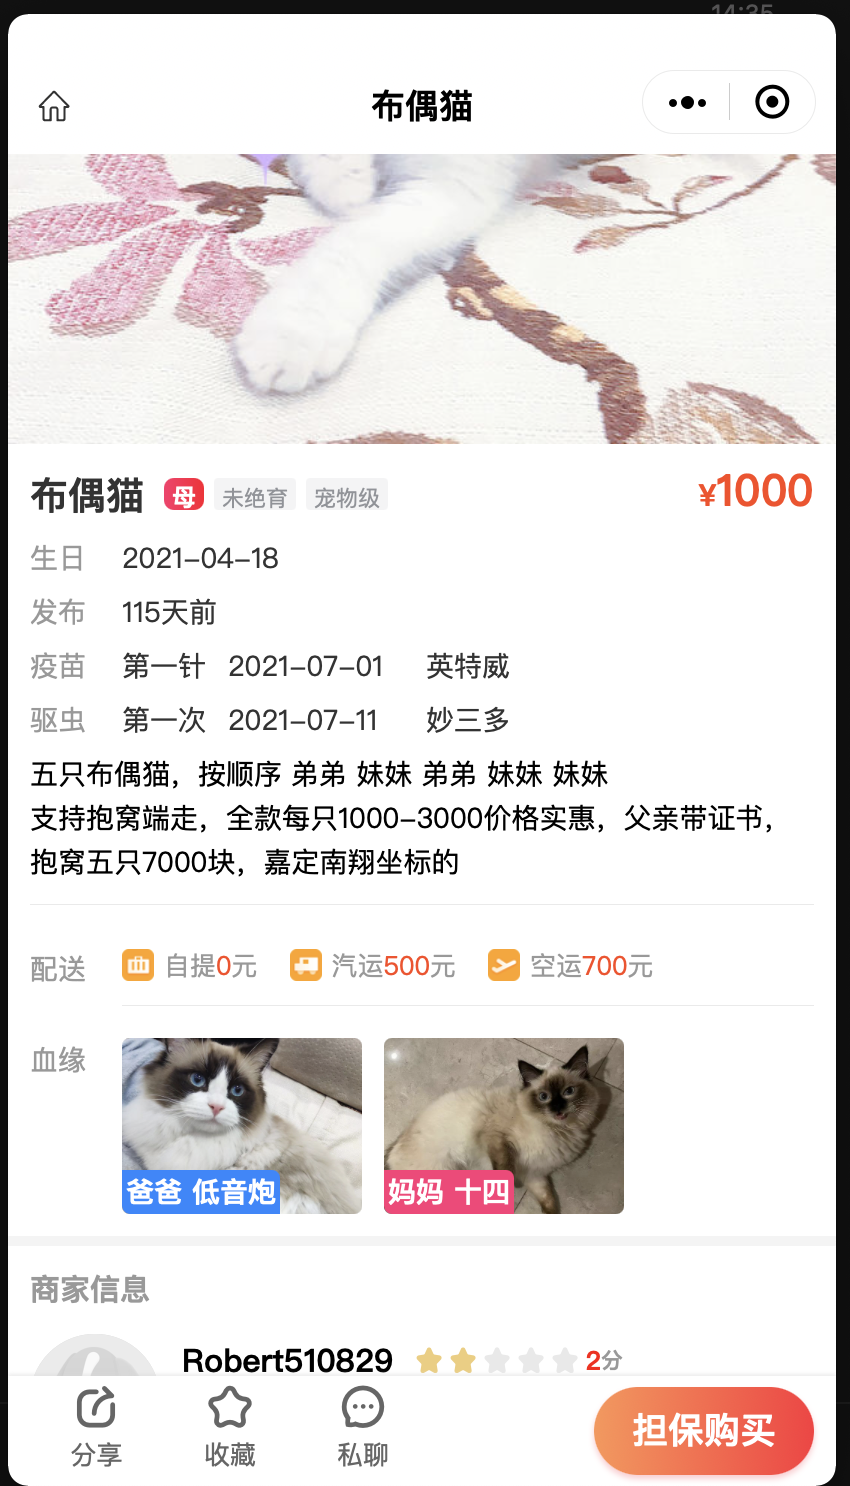 14:35
布偶猫
布偶猫 母 未绝育 宠物级 ¥1000
生日 2021-04-18
发布 115天前
疫苗 第一针 2021-07-01 英特威
驱虫 第一次 2021-07-11 妙三多
五只布偶猫，按顺序 弟弟 妹妹 弟弟 妹妹 妹妹
支持抱窝端走，全款每只1000-3000价格实惠，父亲带证书，
抱窝五只7000块，嘉定南翔坐标的
配送 自提0元 汽运500元 空运700元
血缘
爸爸 低音炮 妈妈 十四
商家信息
Robert510829 2分
分享 收藏 私聊 担保购买